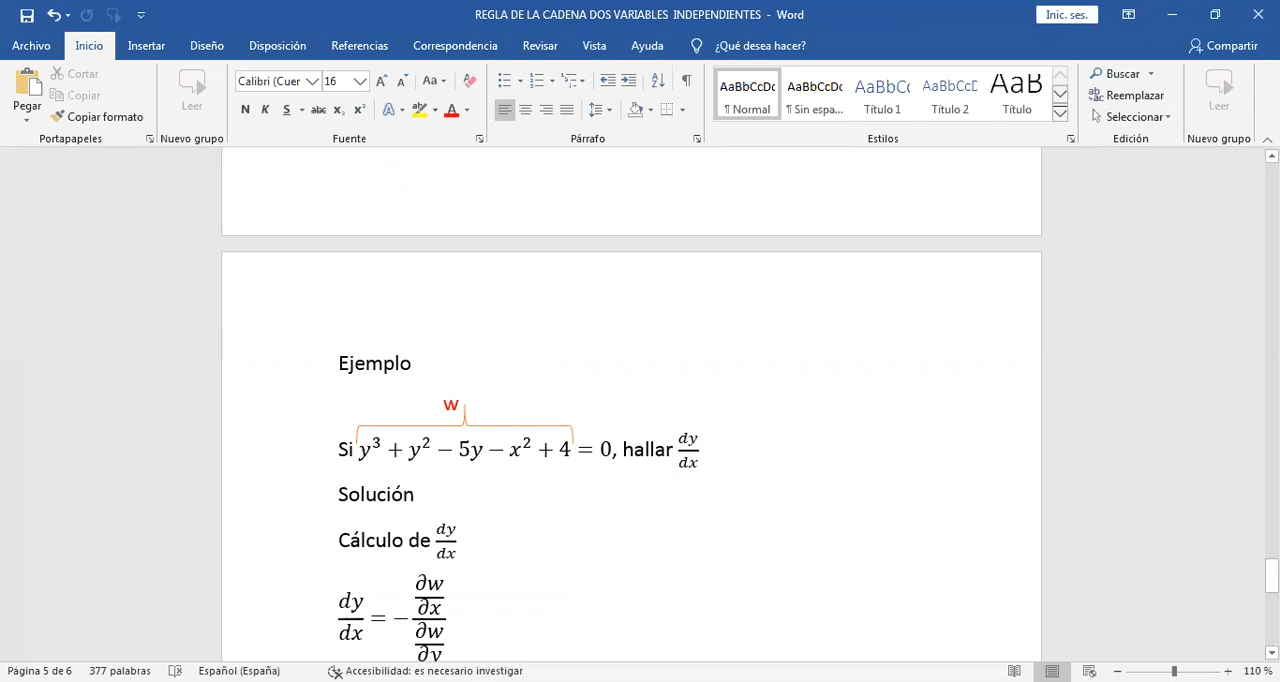 REGLA DE LA CADENA DOS VARIABLES INDEPENDIENTES - Word
Inic. ses.
Archivo Inicio Insertar Diseño Disposición Referencias Correspondencia Revisar Vista Ayuda ¿Qué desea hacer? Compartir
Pegar
Cortar
Copiar
Copiar formato
Leer
Calibri (Cuer 16
Aa
N K S abc x₂ x² A A
AaBbCcDc AaBbCcDc AaBbCc AaBbCcD AaB
¶ Normal ¶ Sin espa... Título 1 Título 2 Título
Buscar
Reemplazar
Seleccionar
Leer
Portapapeles Nuevo grupo Fuente Párrafo Estilos Edición Nuevo grupo
Ejemplo
w
Si y³ + y² − 5y − x² + 4 = 0, hallar dy/dx
Solución
Cálculo de dy/dx
dy/dx = − (∂w/∂x)/(∂w/∂y)
Página 5 de 6 377 palabras Español (España) Accesibilidad: es necesario investigar 110 %